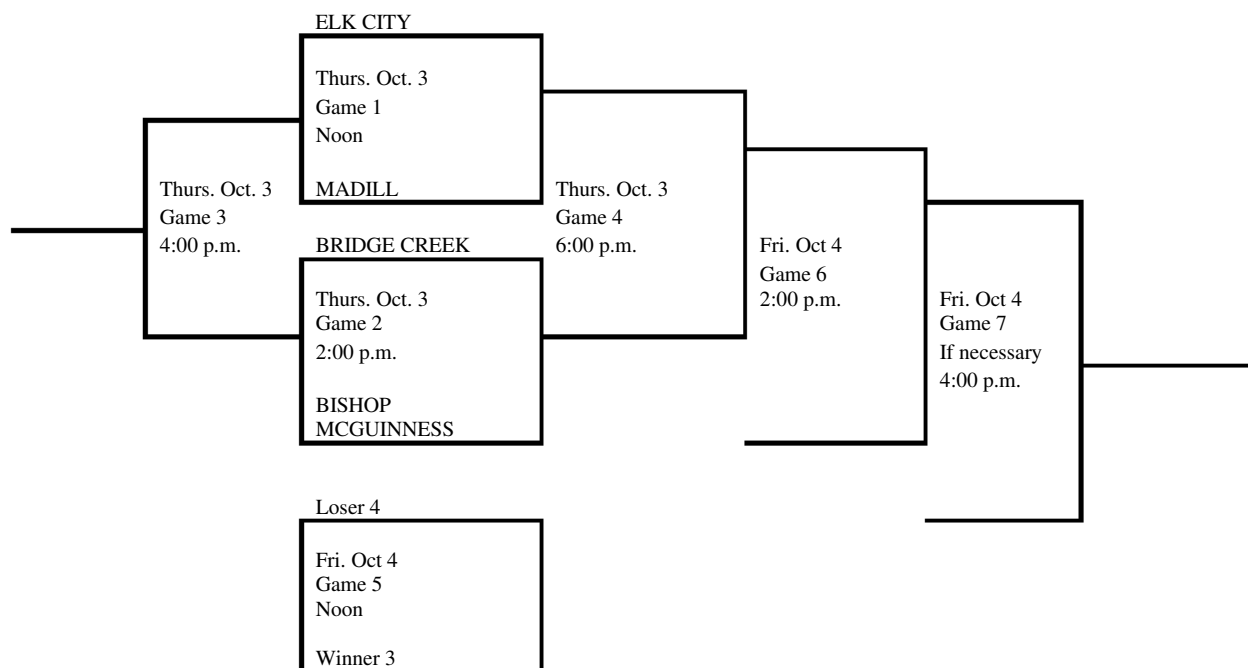 ELK CITY
Thurs. Oct. 3
Game 1
Noon
MADILL
Thurs. Oct. 3
Game 3
4:00 p.m.
BRIDGE CREEK
Thurs. Oct. 3
Game 2
2:00 p.m.
BISHOP
MCGUINNESS
Thurs. Oct. 3
Game 4
6:00 p.m.
Fri. Oct 4
Game 6
2:00 p.m.
Fri. Oct 4
Game 7
If necessary
4:00 p.m.
Loser 4
Fri. Oct 4
Game 5
Noon
Winner 3